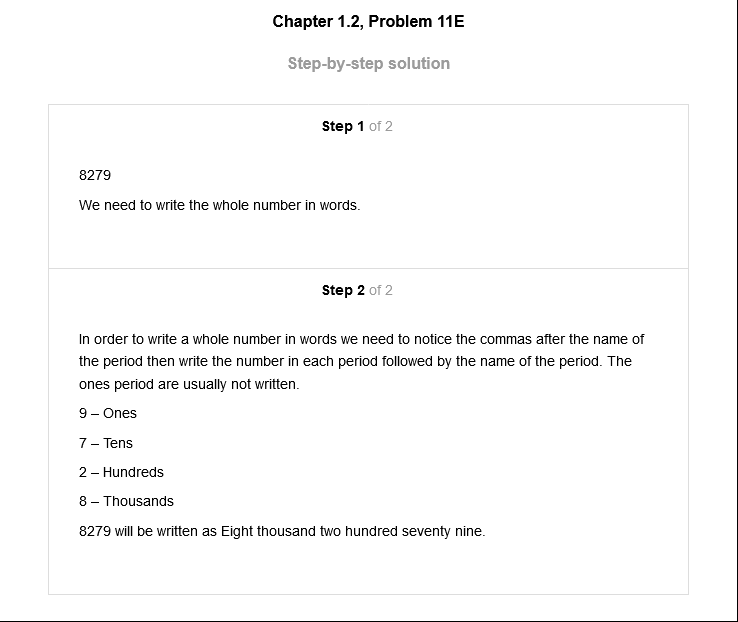 Chapter 1.2, Problem 11E
Step-by-step solution
Step 1 of 2
8279
We need to write the whole number in words.
Step 2 of 2
In order to write a whole number in words we need to notice the commas after the name of
the period then write the number in each period followed by the name of the period. The
ones period are usually not written.
9 – Ones
7 – Tens
2 – Hundreds
8 – Thousands
8279 will be written as Eight thousand two hundred seventy nine.